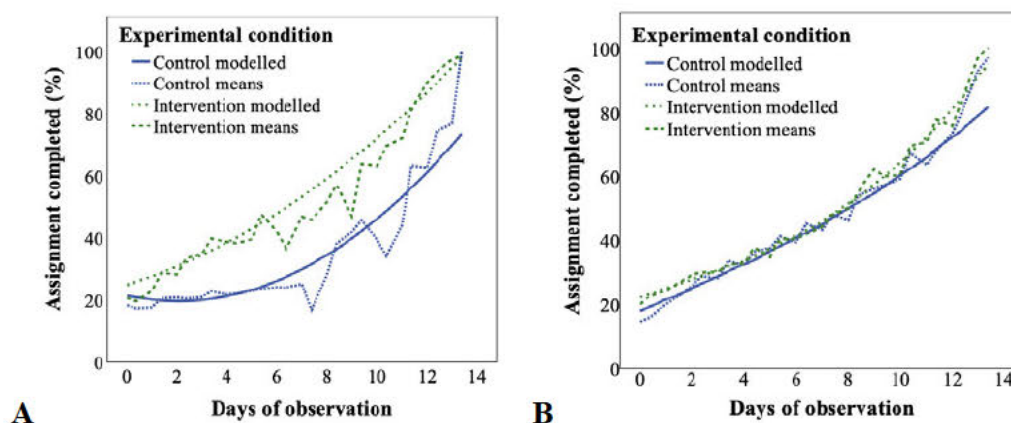 Experimental condition
Control modelled
Control means
Intervention modelled
Intervention means
Assignment completed (%)
100
80
60
40
20
0
0 2 4 6 8 10 12 14
Days of observation
A
Experimental condition
Control modelled
Control means
Intervention modelled
Intervention means
Assignment completed (%)
100
80
60
40
20
0
0 2 4 6 8 10 12 14
Days of observation
B